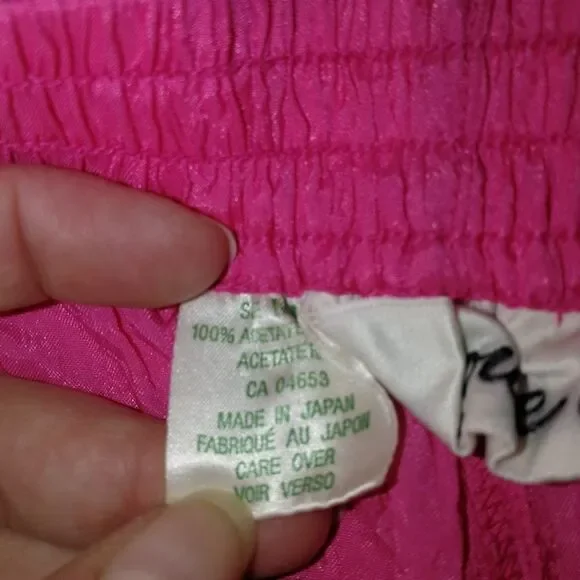 100% ACETATE
ACETATE
CA 04653
MADE IN JAPAN
FABRIQUÉ AU JAPON
CARE OVER
VOIR VERSO